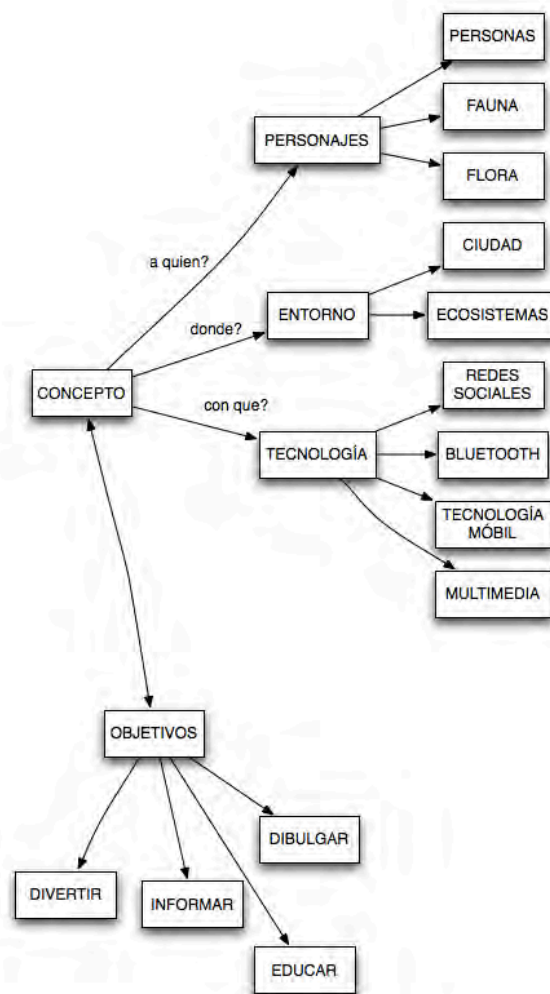 PERSONAS
FAUNA
PERSONAJES
FLORA
CIUDAD
a quien?
ENTORNO
ECOSISTEMAS
donde?
REDES
SOCIALES
CONCEPTO
con que?
TECNOLOGÍA
BLUETOOTH
TECNOLOGÍA
MÓBIL
MULTIMEDIA
OBJETIVOS
DIBULGAR
DIVERTIR
INFORMAR
EDUCAR